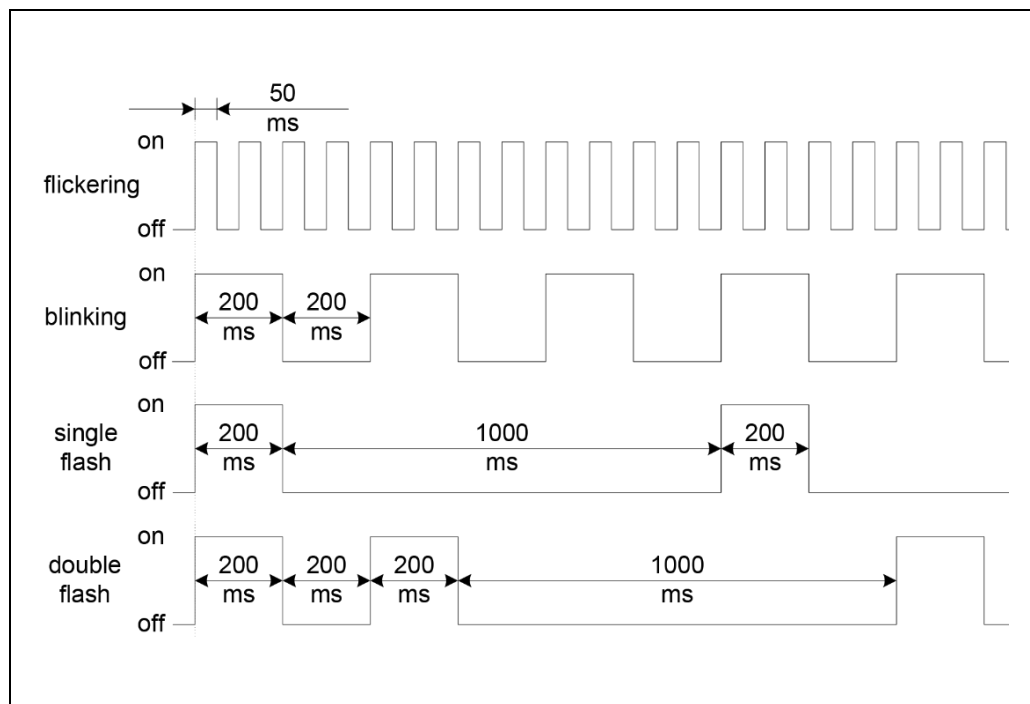 50
ms
on
flickering
off
on
200 200
blinking
ms ms
off
on
single 200 1000 200
flash ms ms ms
off
on
double 200 200 200 1000
flash ms ms ms ms
off